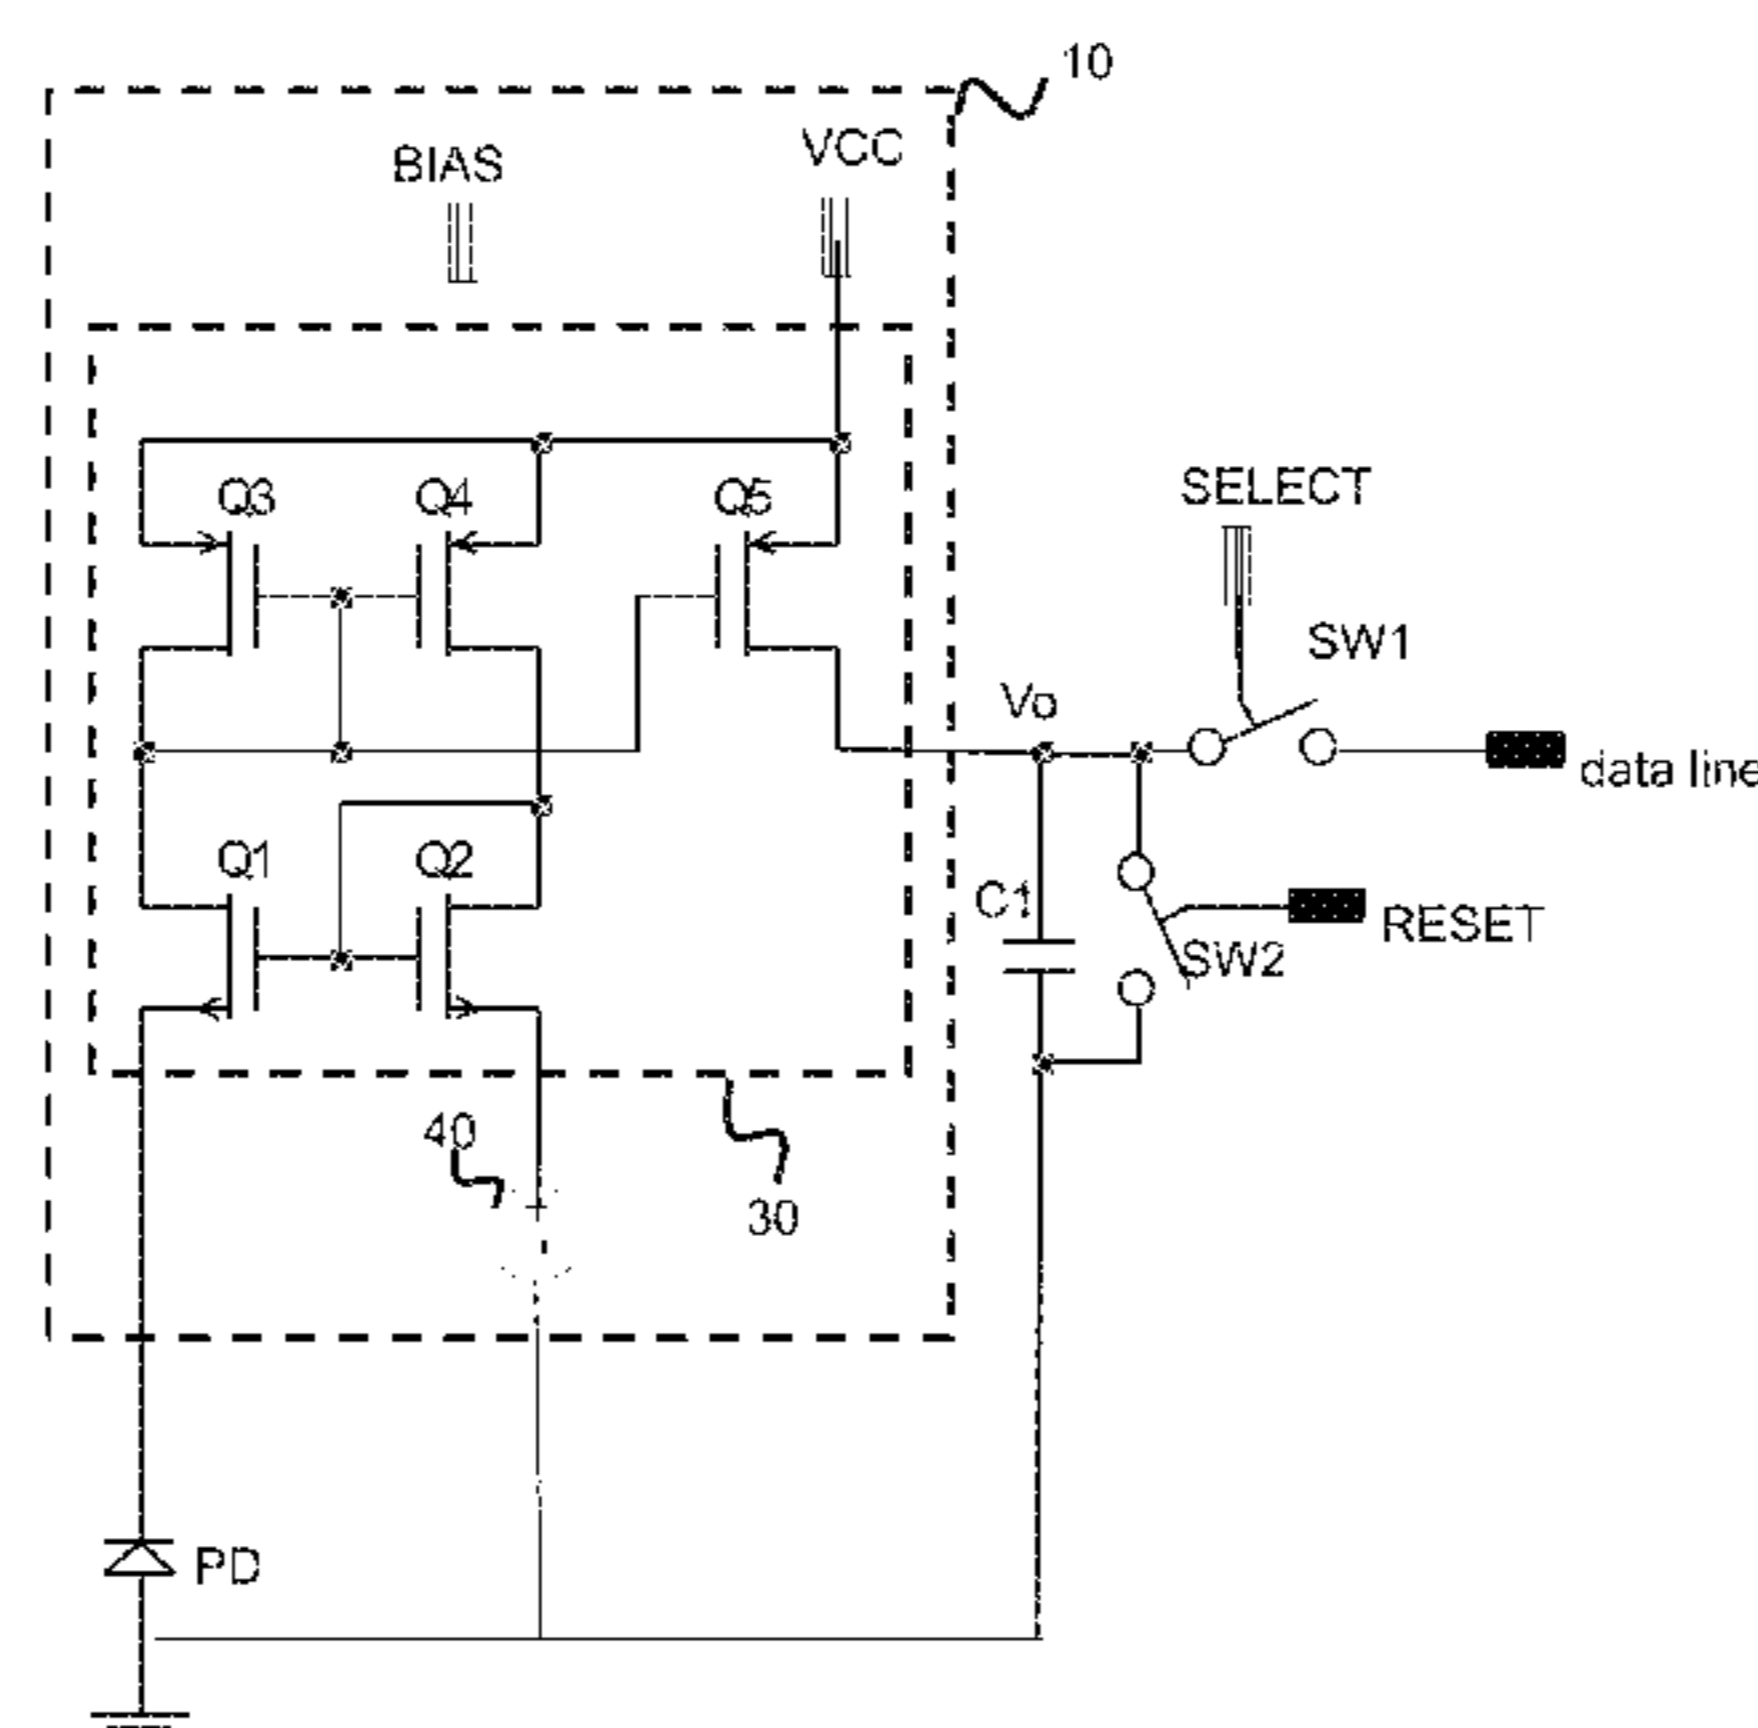 10
BIAS
VCC
Q3
Q4
Q5
SELECT
SW1
Vo
data line
Q1
Q2
C1
RESET
SW2
40
30
PD